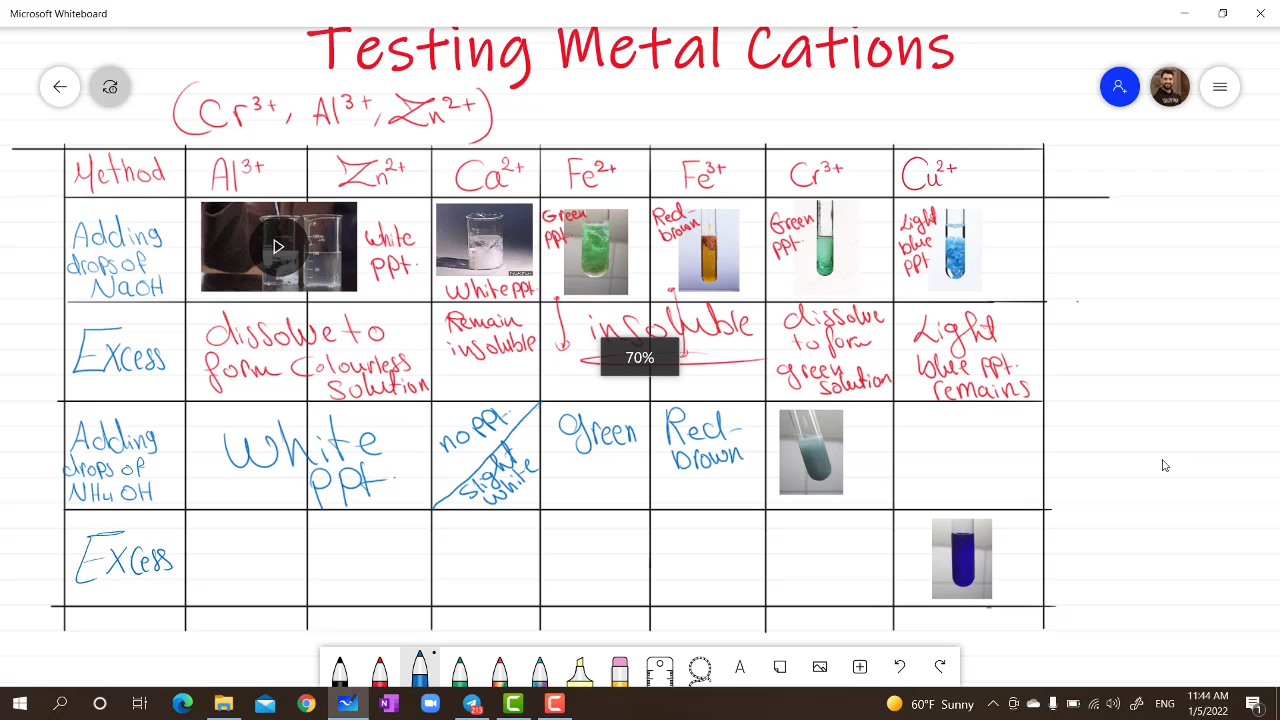 Microsoft Whiteboard
Testing Metal Cations
(Cr³⁺, Al³⁺, Zn²⁺)
Method
Al³⁺
Zn²⁺
Ca²⁺
Fe²⁺
Fe³⁺
Cr³⁺
Cu²⁺
Adding
drops of
NaOH
White
ppt.
White ppt.
Green
ppt.
Red-
brown
Green
ppt.
Light
blue
ppt
Excess
dissolve to
form Colourless
solution
Remain
insoluble
insoluble
70%
dissolve
to form
green
solution
Light
blue ppt.
remains
Adding
drops of
NH₄OH
White
ppt.
no ppt.
slight
white
Green
Red-
brown
Excess
A
213
60°F Sunny
11:44 AM
1/5/2022
1